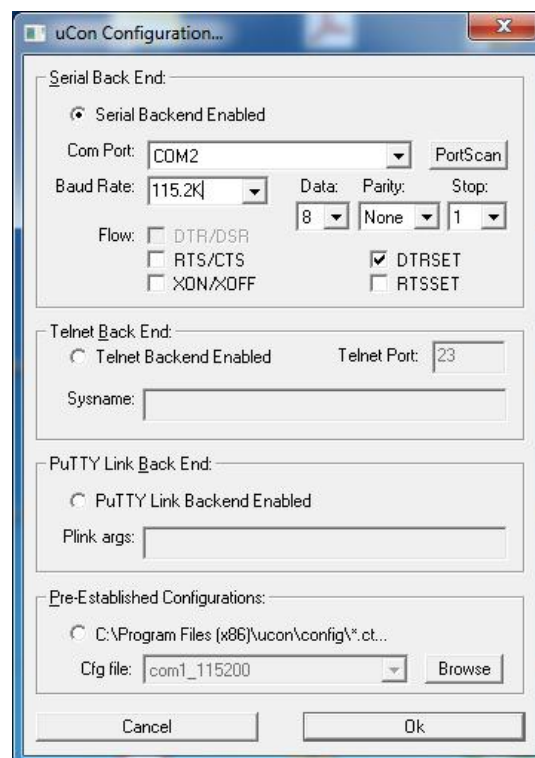 uCon Configuration...
Serial Back End:
Serial Backend Enabled
Com Port: COM2 PortScan
Baud Rate: 115.2K Data: 8 Parity: None Stop: 1
Flow: DTR/DSR
RTS/CTS DTRSET
XON/XOFF RTSSET
Telnet Back End:
Telnet Backend Enabled Telnet Port: 23
Sysname:
PuTTY Link Back End:
PuTTY Link Backend Enabled
Plink args:
Pre-Established Configurations:
C:\Program Files (x86)\ucon\config\*.ct...
Cfg file: com1_115200 Browse
Cancel Ok